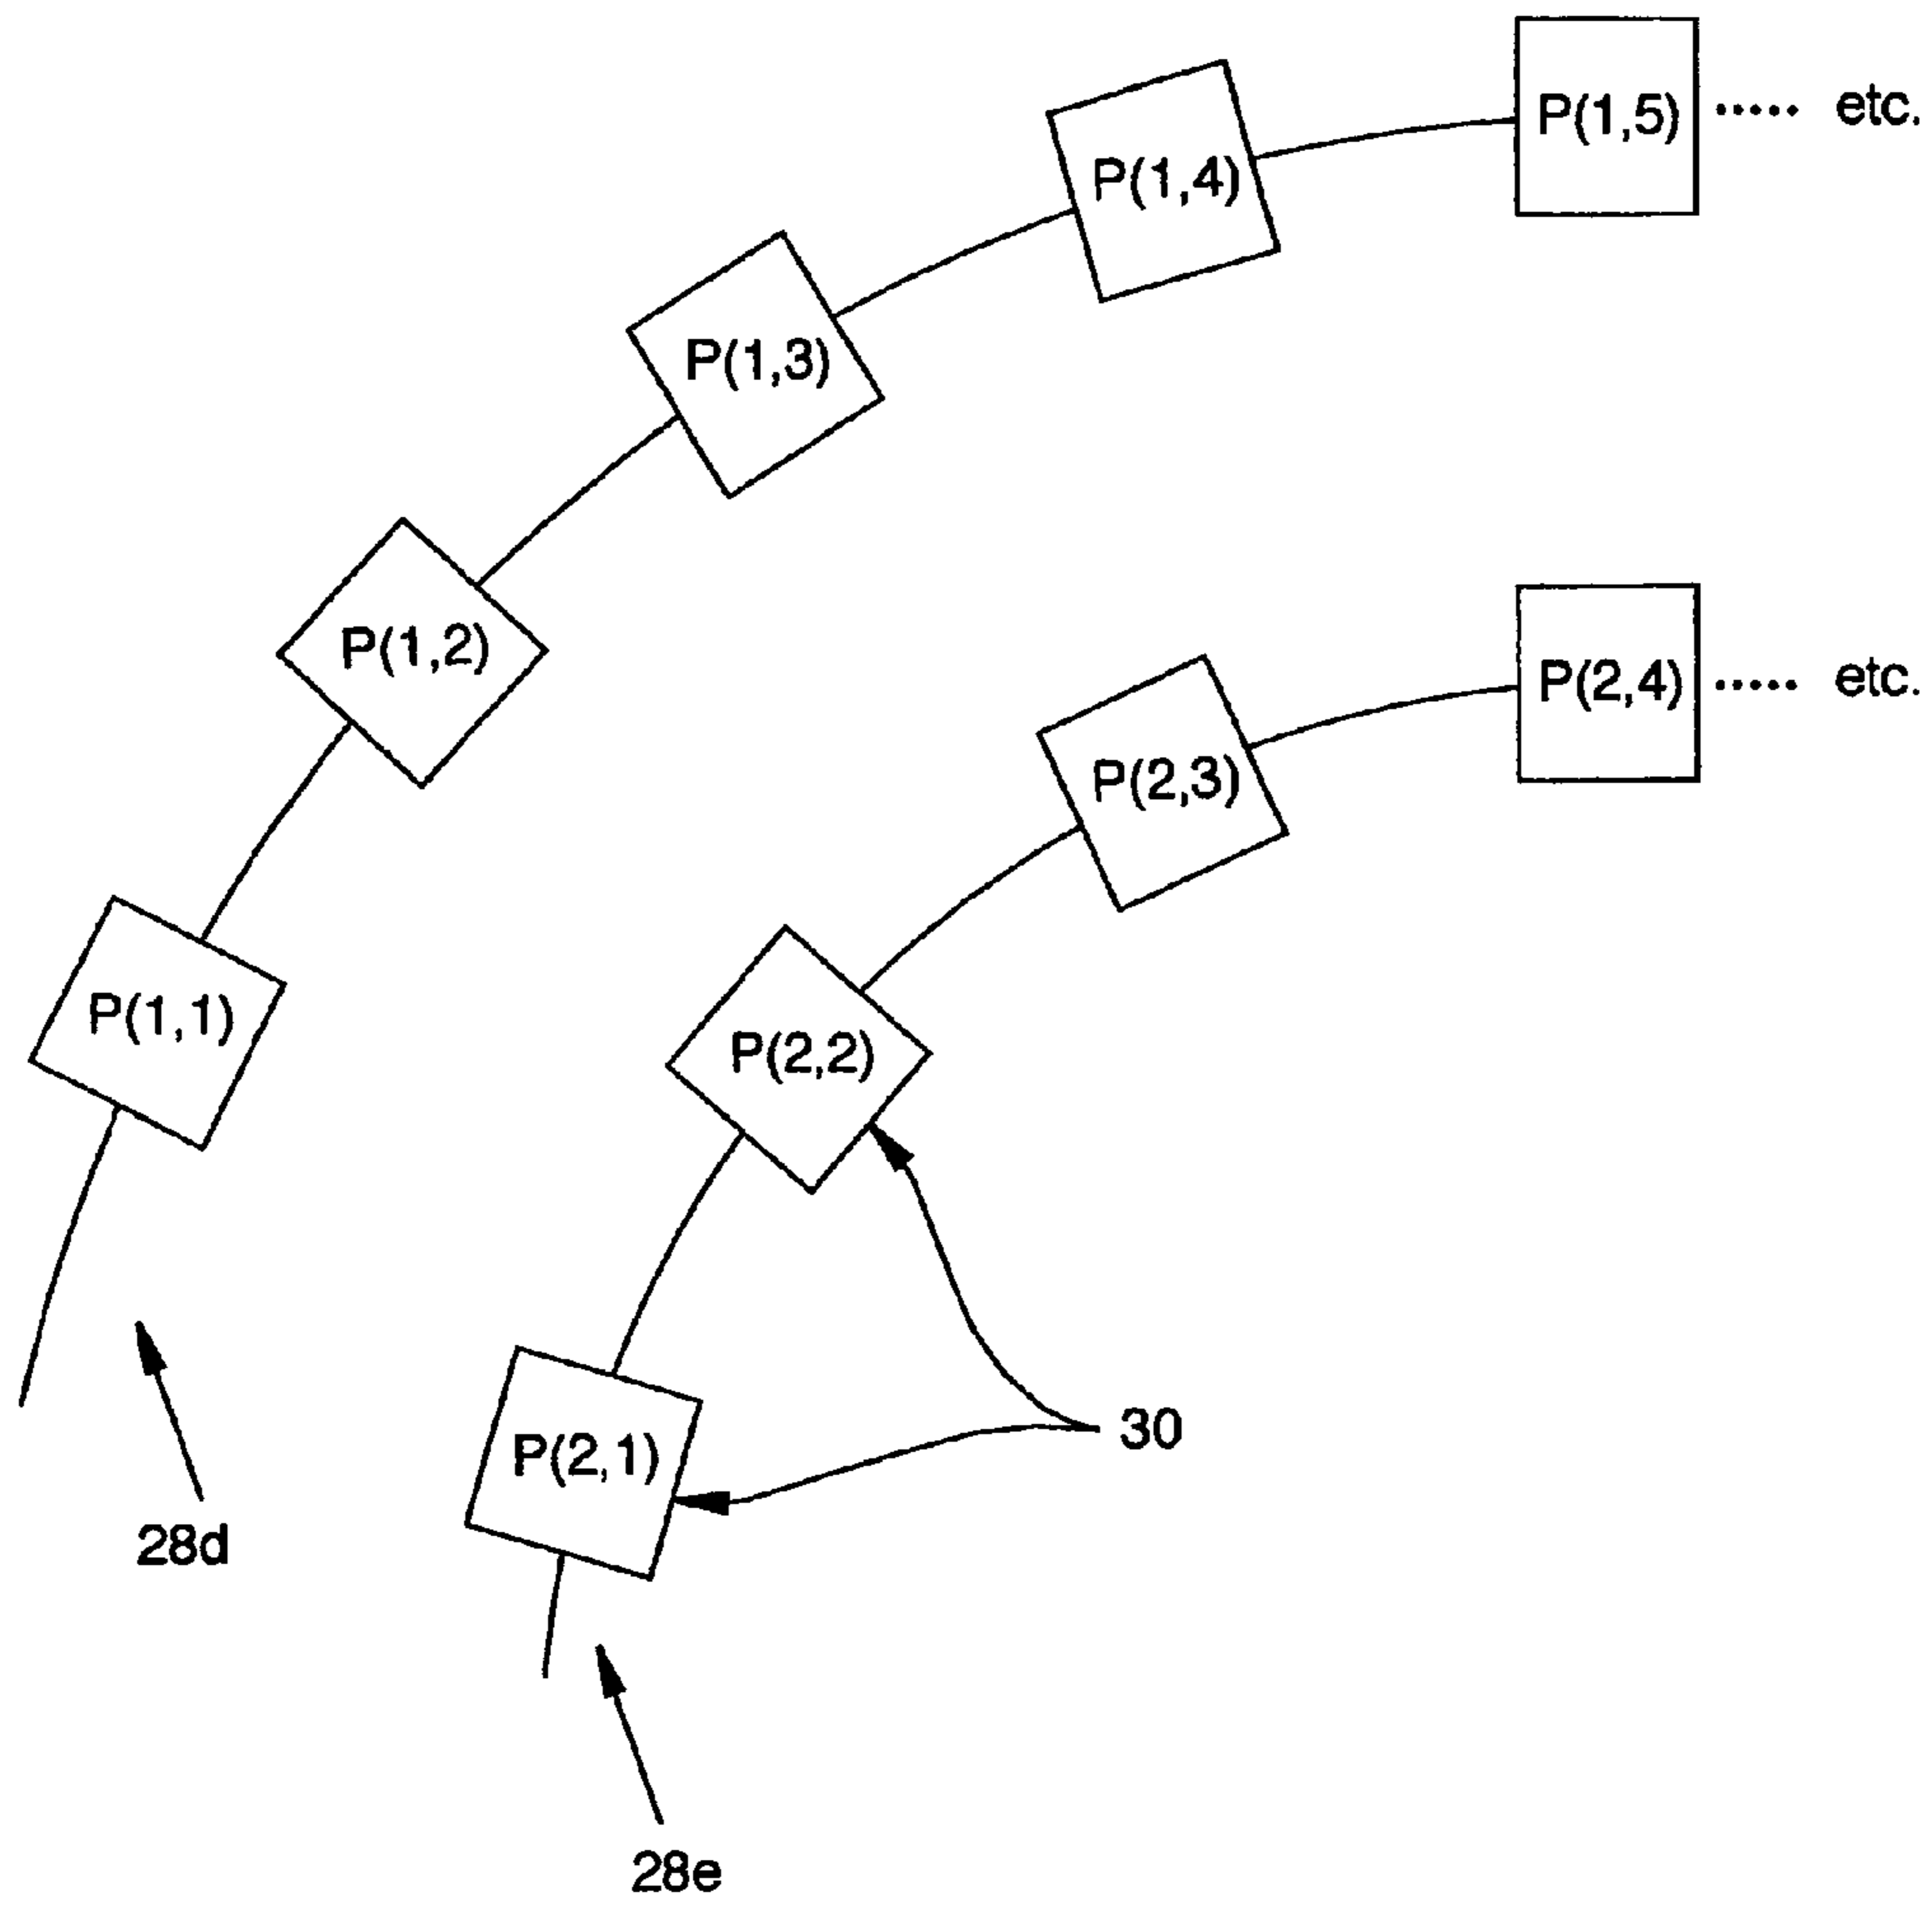 P(1,5) ..... etc.
P(1,4)
P(1,3)
P(1,2)
P(2,4) ..... etc.
P(2,3)
P(1,1)
P(2,2)
30
P(2,1)
28d
28e